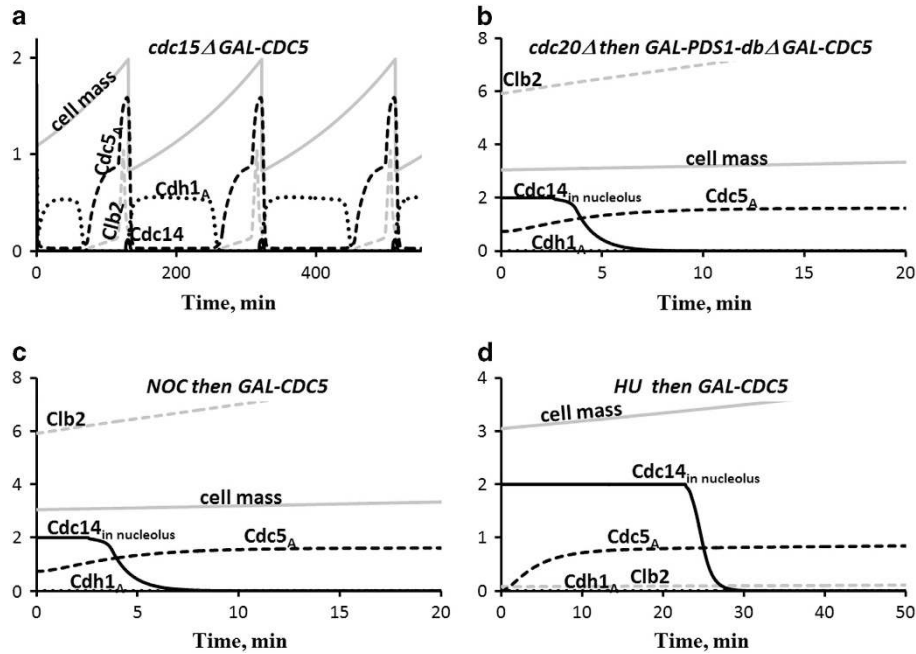 a
cdc15Δ GAL-CDC5
2
1
0
cell mass
Cdc5A
Clb2
Cdh1A
Cdc14
0
200
400
Time, min
b
cdc20Δ then GAL-PDS1-dbΔ GAL-CDC5
8
6
4
2
0
Clb2
cell mass
Cdc14in nucleolus
Cdc5A
Cdh1A
0
5
10
15
20
Time, min
c
NOC then GAL-CDC5
8
6
4
2
0
Clb2
cell mass
Cdc14in nucleolus
Cdc5A
Cdh1A
0
5
10
15
20
Time, min
d
HU then GAL-CDC5
4
3
2
1
0
cell mass
Cdc14in nucleolus
Cdc5A
Clb2
Cdh1A
0
10
20
30
40
50
Time, min